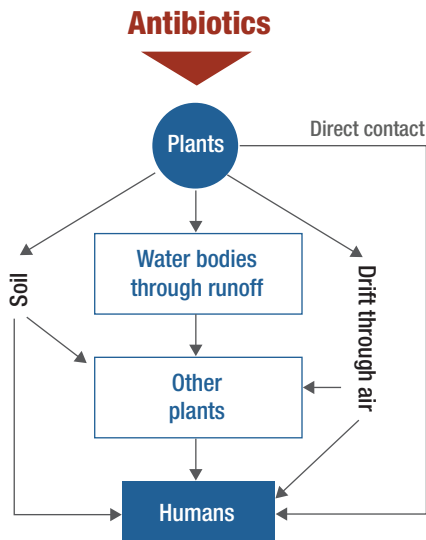 Antibiotics
Direct contact
Plants
Water bodies
through runoff
Soil
Drift through air
Other
plants
Humans